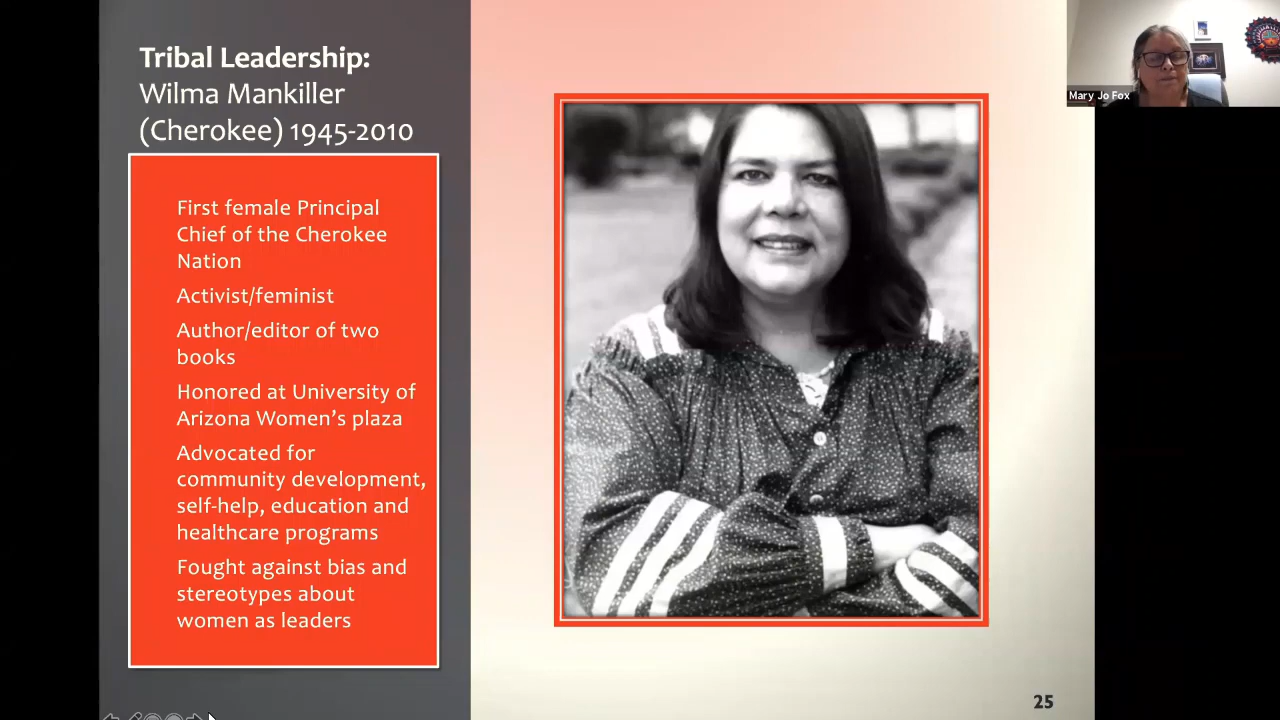 Tribal Leadership:
Wilma Mankiller
(Cherokee) 1945-2010
First female Principal
Chief of the Cherokee
Nation
Activist/feminist
Author/editor of two
books
Honored at University of
Arizona Women's plaza
Advocated for
community development,
self-help, education and
healthcare programs
Fought against bias and
stereotypes about
women as leaders
Mary Jo Fox
25